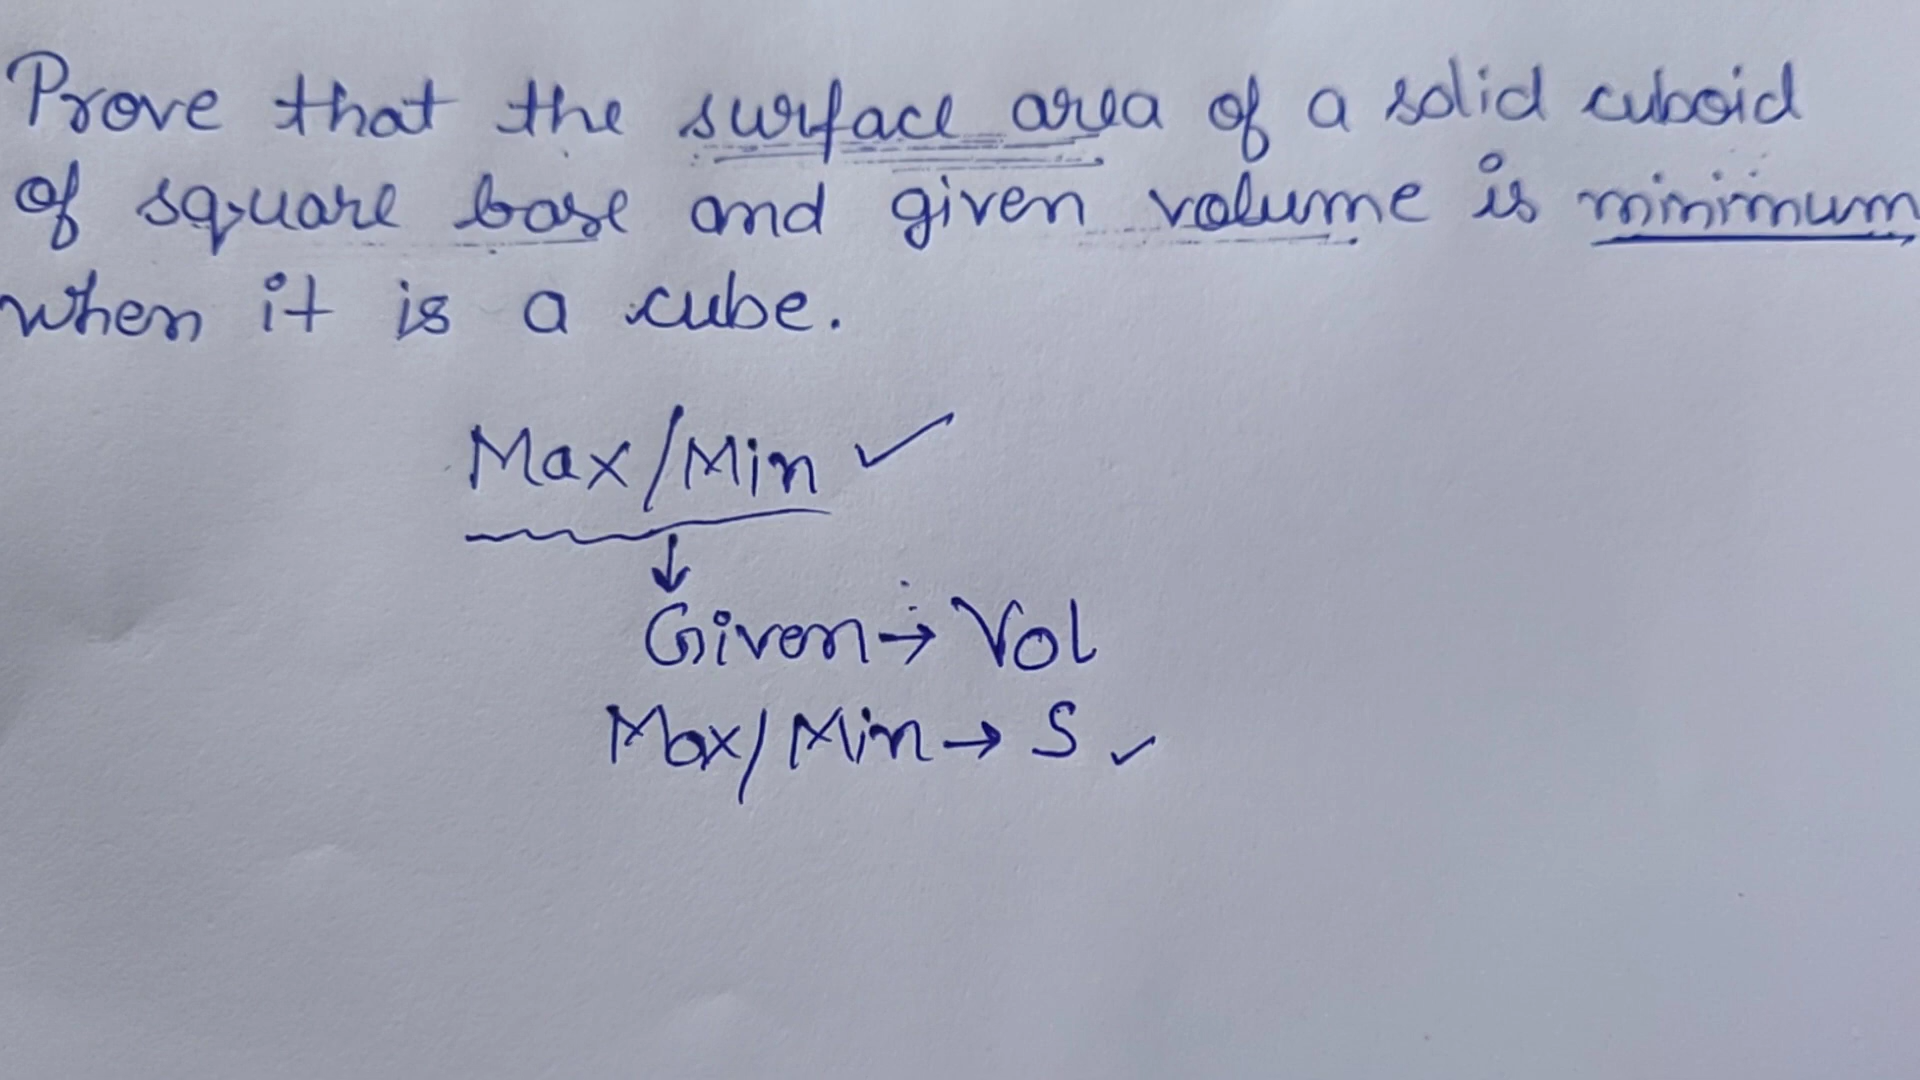 Prove that the surface area of a solid cuboid
of square base and given volume is minimum
when it is a cube.
Max/Min ✓
↓
Given → Vol
Max/Min → S ✓